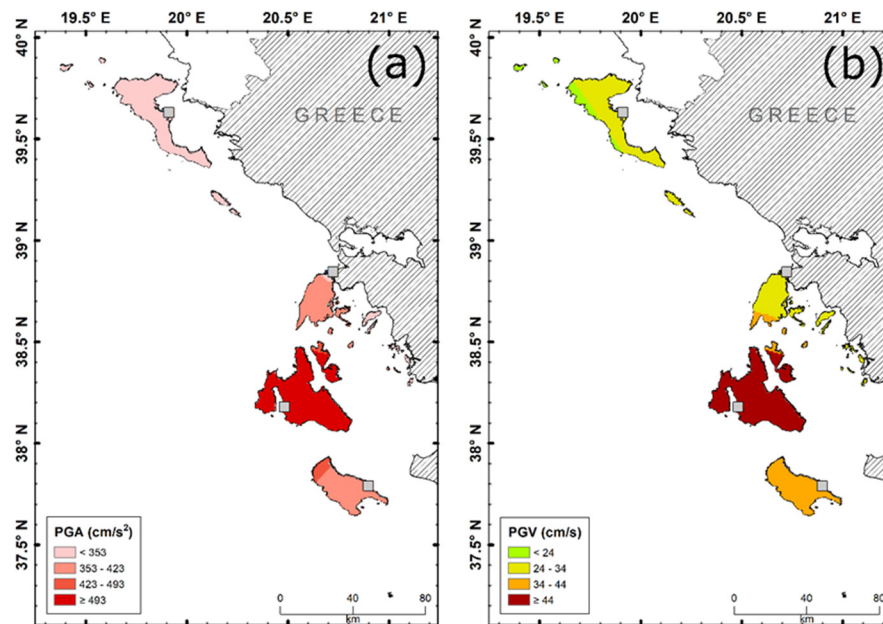 19.5° E 20° E 20.5° E 21° E
19.5° E 20° E 20.5° E 21° E
40° N
39.5° N
39° N
38.5° N
38° N
37.5° N
(a)
GREECE
PGA (cm/s²)
< 353
353 - 423
423 - 493
≥ 493
0 40 80
km
40° N
39.5° N
39° N
38.5° N
38° N
37.5° N
(b)
GREECE
PGV (cm/s)
< 24
24 - 34
34 - 44
≥ 44
0 40 80
km